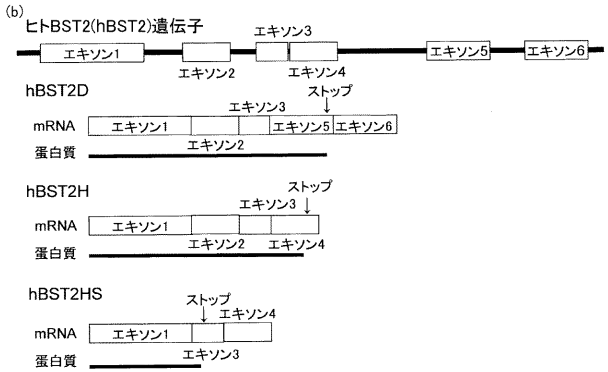 (b)
ヒトBST2(hBST2)遺伝子
エキソン3
エキソン1
エキソン5
エキソン6
エキソン2
エキソン4
hBST2D
ストップ
エキソン3
mRNA
エキソン1
エキソン5
エキソン6
蛋白質
エキソン2
hBST2H
ストップ
エキソン3
mRNA
エキソン1
エキソン2
エキソン4
蛋白質
hBST2HS
ストップ
エキソン4
mRNA
エキソン1
エキソン3
蛋白質